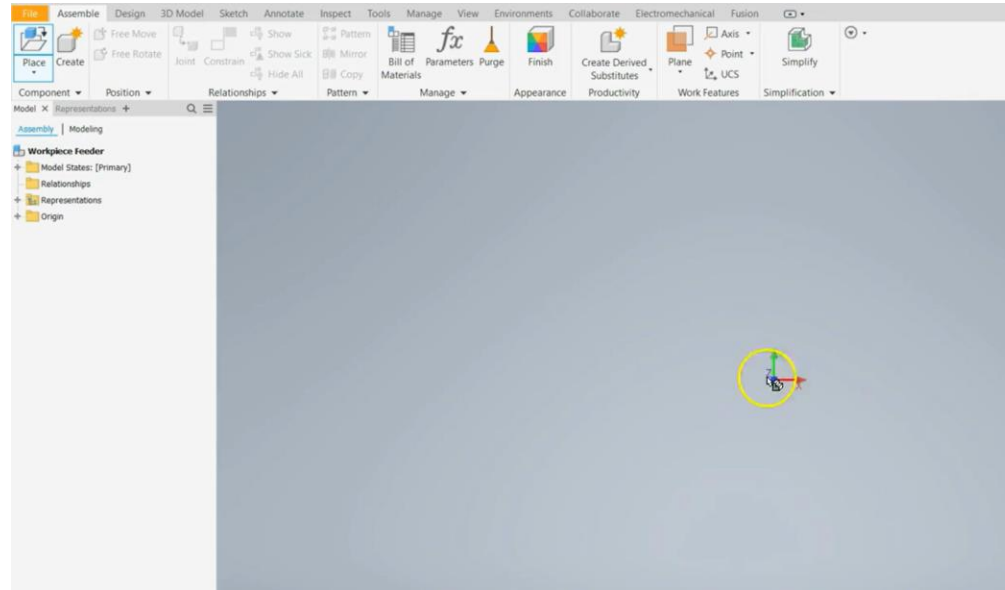 File Assemble Design 3D Model Sketch Annotate Inspect Tools Manage View Environments Collaborate Electromechanical Fusion
Place
Create
Free Move
Free Rotate
Component
Position
Joint
Constrain
Show
Show Sick
Hide All
Relationships
Pattern
Mirror
Copy
Pattern
Bill of
Materials
Parameters
Purge
Manage
fx
Finish
Appearance
Create Derived
Substitutes
Productivity
Plane
Axis
Point
UCS
Work Features
Simplify
Simplification
Model × Representations +
Assembly | Modeling
Workpiece Feeder
Model States: [Primary]
Relationships
Representations
Origin
Z
X